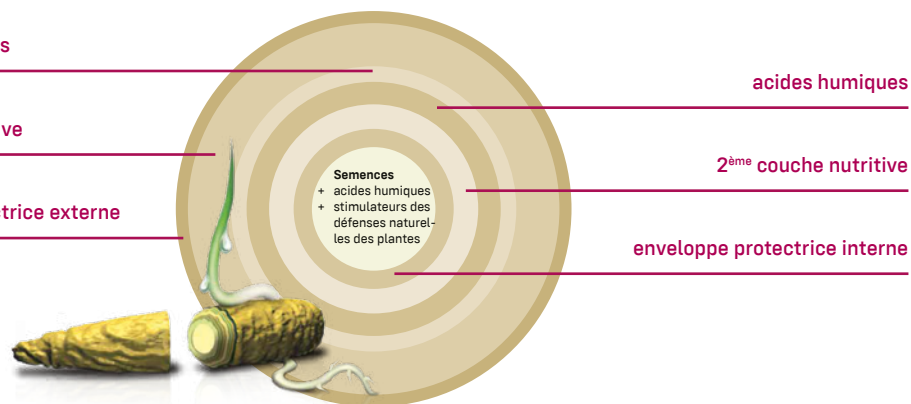 s
ve
trice externe
Semences
+ acides humiques
+ stimulateurs des
défenses naturel-
les des plantes
acides humiques
2ème couche nutritive
enveloppe protectrice interne